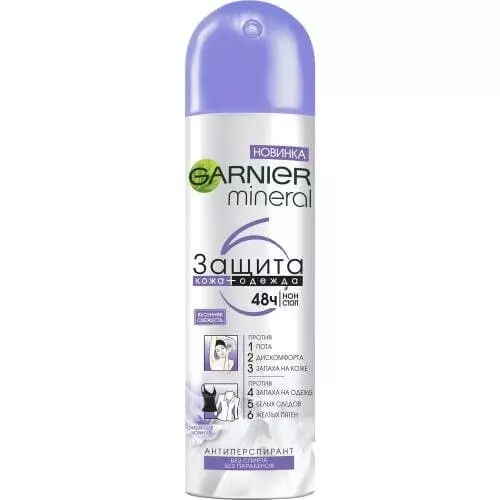 НОВИНКА
GARNIER
mineral
6
Защита
кожа+одежда
48ч НОН СТОП
ВЕСЕННЯЯ
СВЕЖЕСТЬ
ПРОТИВ
1 ПОТА
2 ДИСКОМФОРТА
3 ЗАПАХА НА КОЖЕ
ПРОТИВ
4 ЗАПАХА НА ОДЕЖДЕ
5 БЕЛЫХ СЛЕДОВ
6 ЖЕЛТЫХ ПЯТЕН
АНТИПЕРСПИРАНТ
БЕЗ СПИРТА
БЕЗ ПАРАБЕНОВ